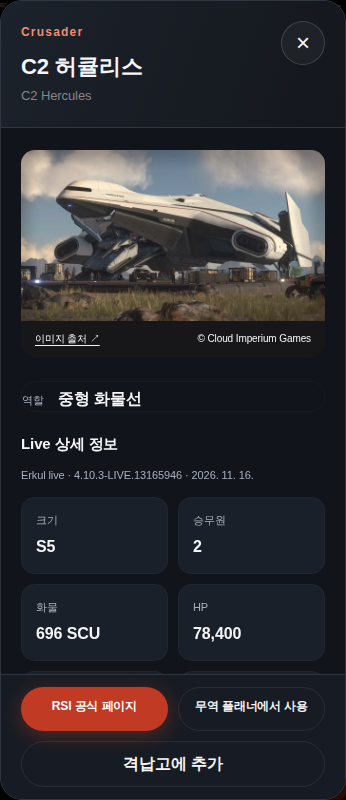 Crusader
C2 허큘리스
C2 Hercules
이미지 출처 ↗
© Cloud Imperium Games
역할 중형 화물선
Live 상세 정보
Erkul live · 4.10.3-LIVE.13165946 · 2026. 11. 16.
크기
승무원
S5
2
화물
HP
696 SCU
78,400
RSI 공식 페이지
무역 플래너에서 사용
격납고에 추가